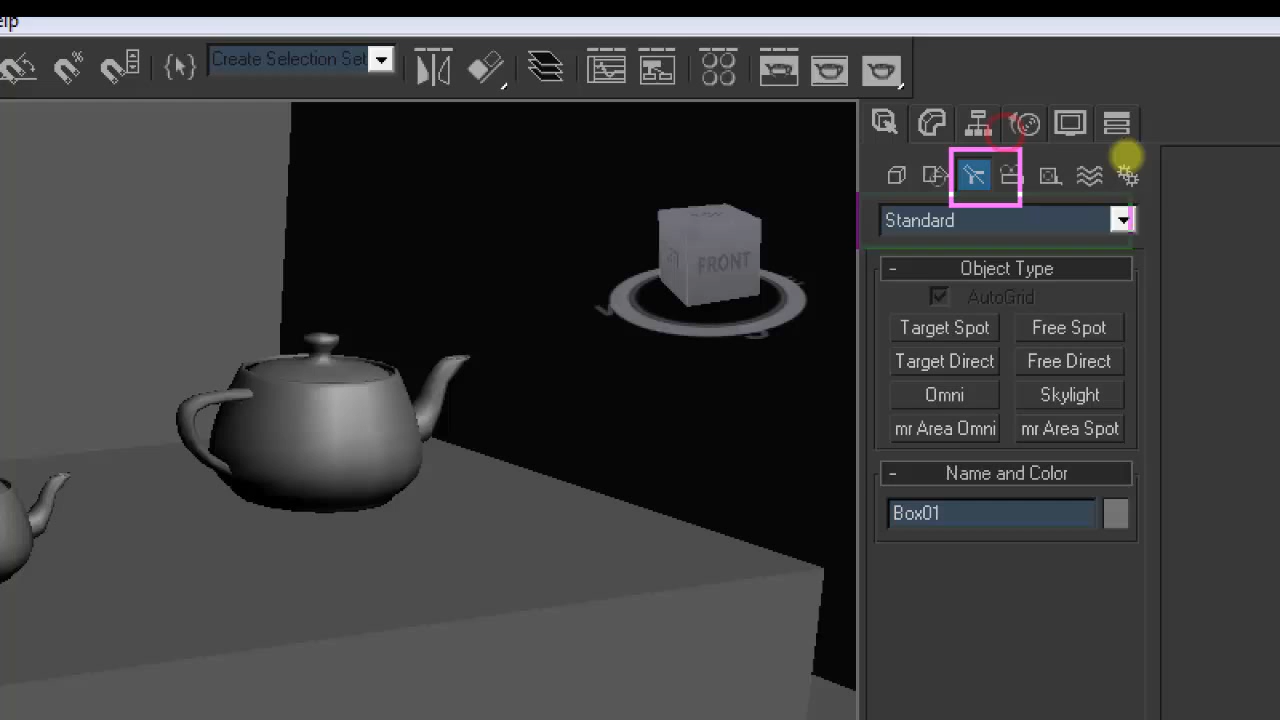 elp
Create Selection Set
Standard
FRONT
- Object Type
AutoGrid
Target Spot Free Spot
Target Direct Free Direct
Omni Skylight
mr Area Omni mr Area Spot
- Name and Color
Box01